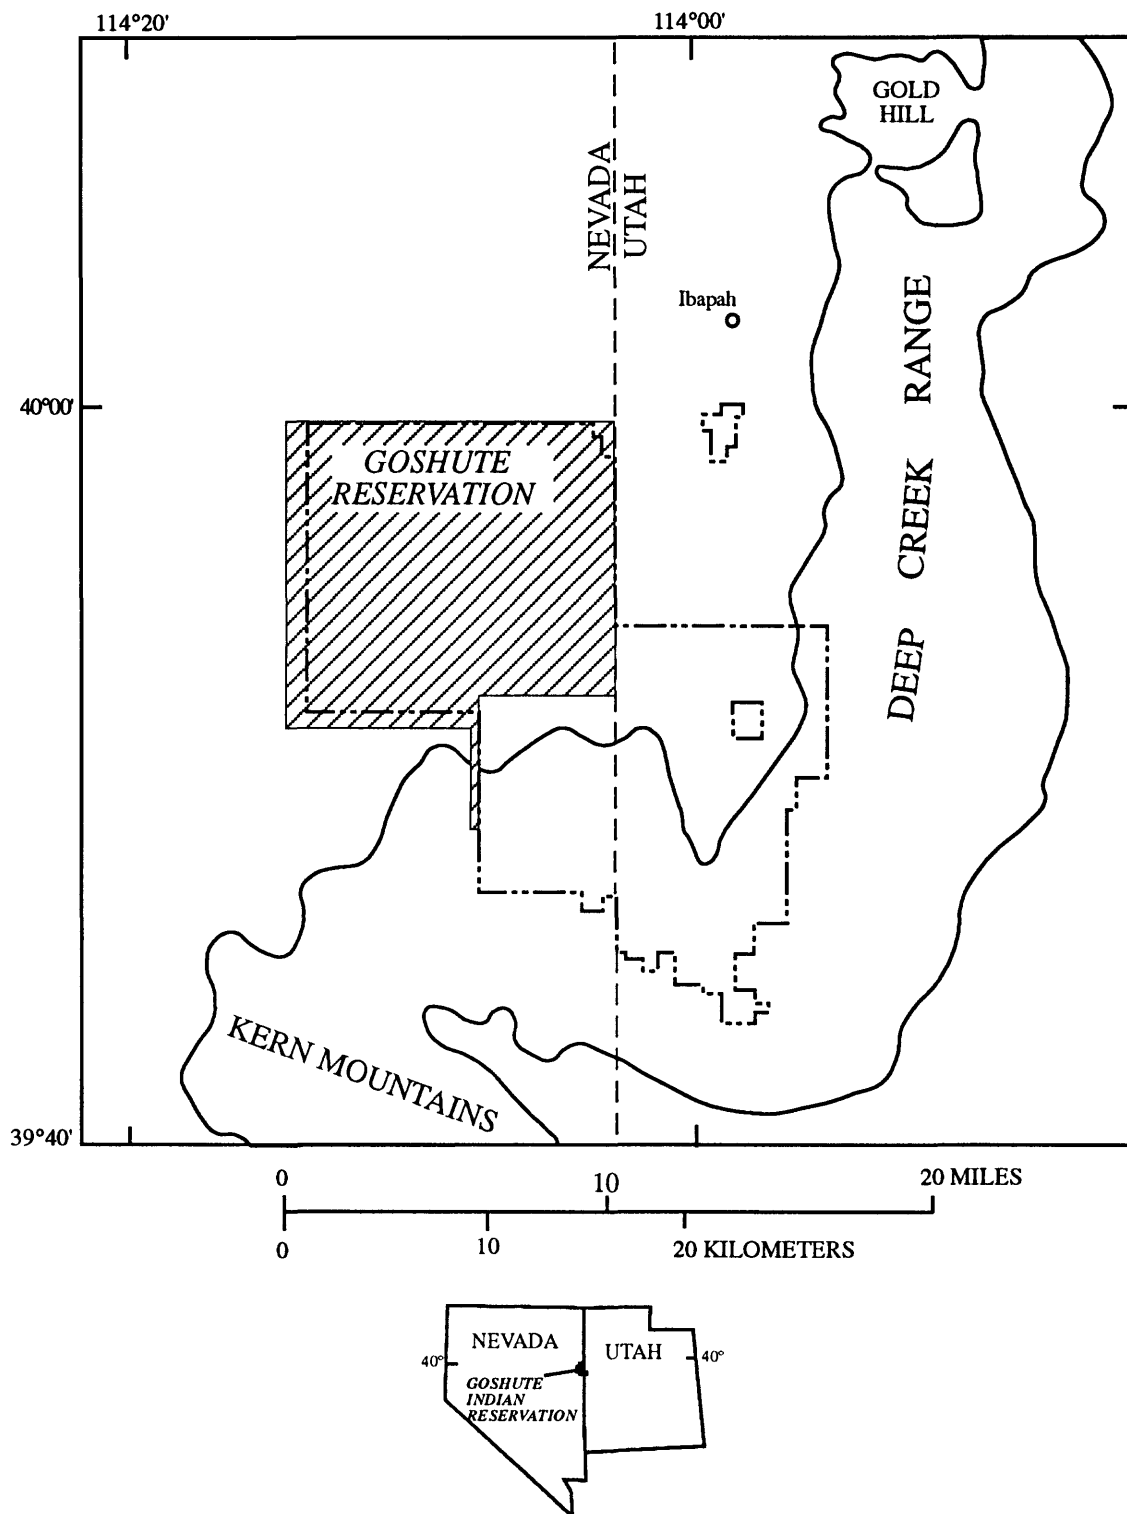 114°20'
114°00'
GOLD
HILL
NEVADA
UTAH
Ibapah
DEEP CREEK RANGE
40°00'
GOSHUTE
RESERVATION
KERN MOUNTAINS
39°40'
0
10
20 MILES
0
10
20 KILOMETERS
NEVADA
UTAH
40°
40°
GOSHUTE
INDIAN
RESERVATION